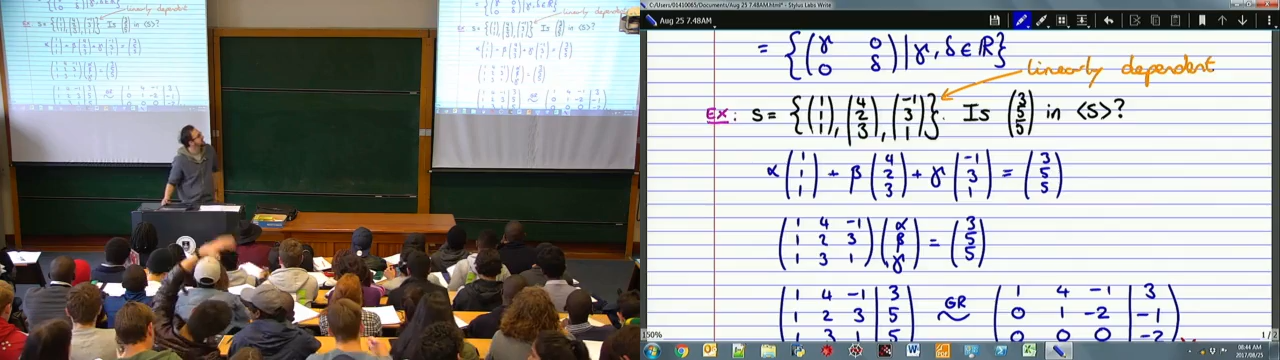 Aug 25 7.48AM
C:/Users/01410065/Documents/Aug 25 7.48AM.html* - Stylus Labs Write
= {(γ 0
0 δ) | γ, δ ∈ ℝ}
linearly dependent
EX: S = {(1 1 1), (4 2 3), (-1 3 1)}. Is (3 5 5) in <S>?
α(1 1 1) + β(4 2 3) + γ(-1 3 1) = (3 5 5)
(1 4 -1
1 2 3
1 3 1)(α β γ) = (3 5 5)
(1 4 -1 | 3
1 2 3 | 5
1 3 1 | 5) GR ~ (1 4 -1 | 3
0 1 -2 | -1
0 0 0 | -2)
150%
08:44 AM
2017/08/25